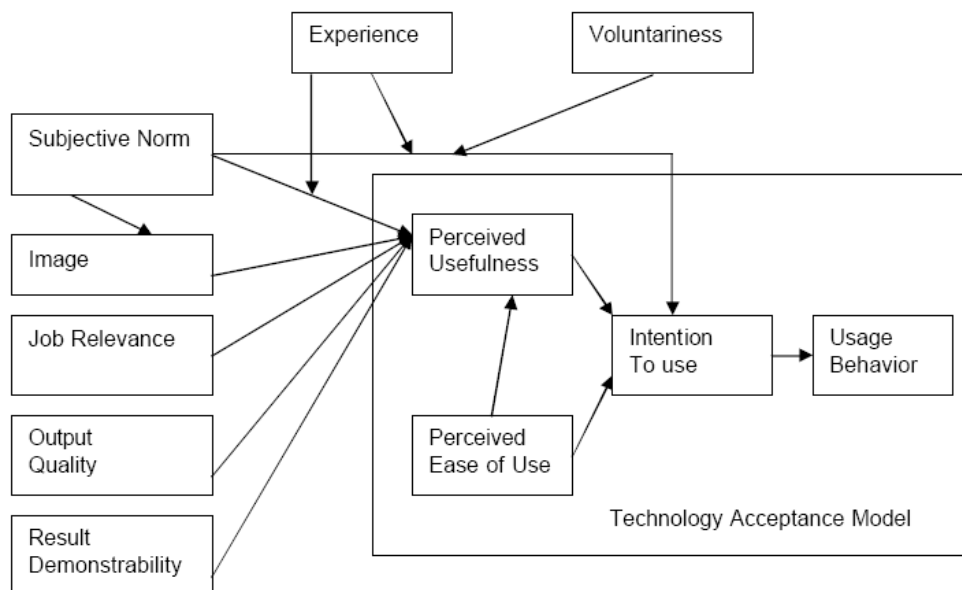 Experience
Voluntariness
Subjective Norm
Image
Perceived
Usefulness
Job Relevance
Intention
To use
Usage
Behavior
Output
Quality
Perceived
Ease of Use
Technology Acceptance Model
Result
Demonstrability